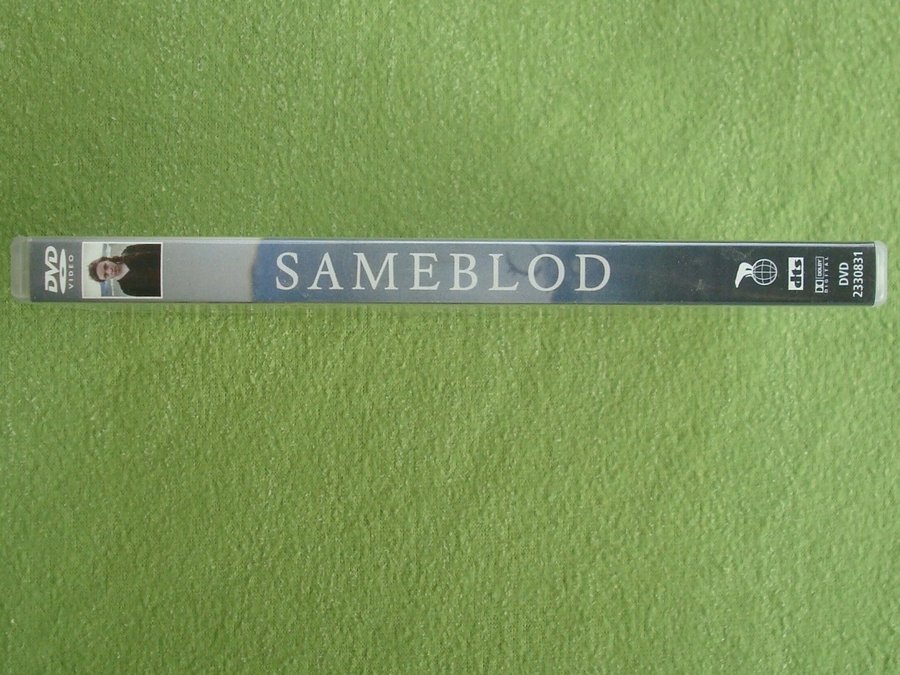 DVD
VIDEO
SAMEBLOD
dts
DOLBY
DIGITAL
DVD
2330831